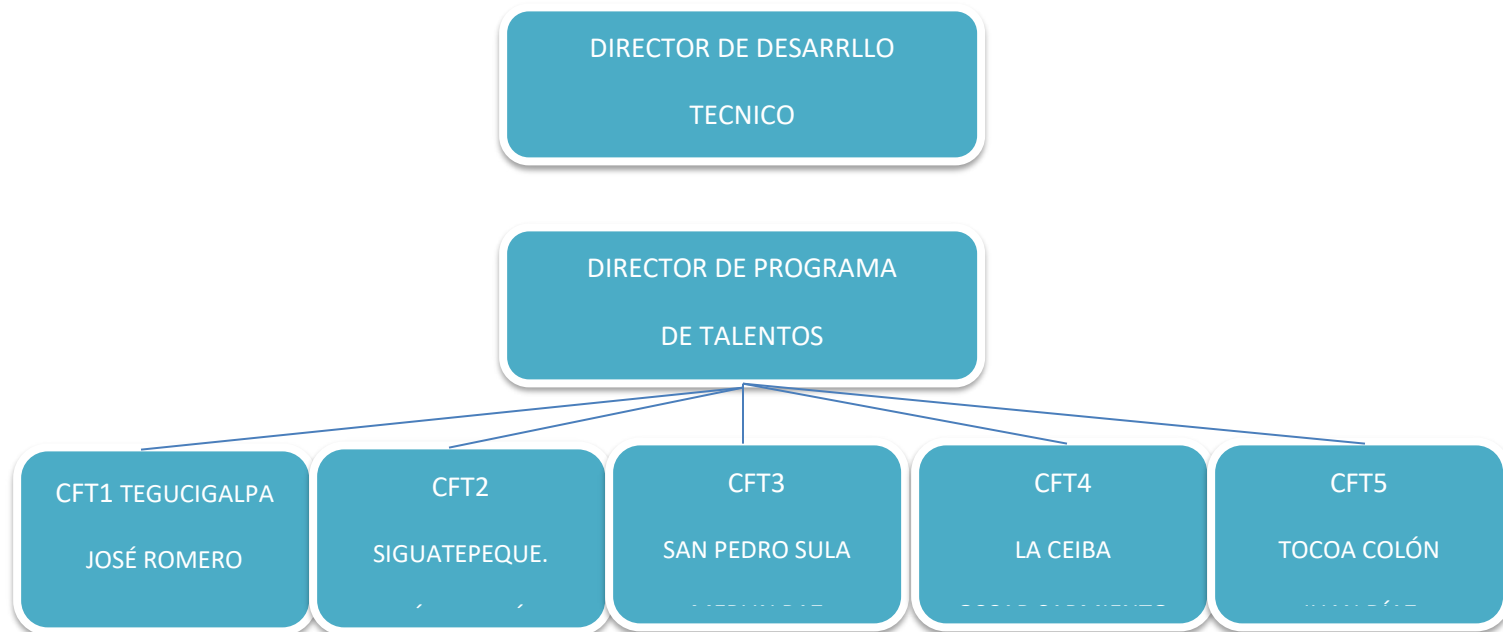 DIRECTOR DE DESARRLLO
TECNICO
DIRECTOR DE PROGRAMA
DE TALENTOS
CFT1 TEGUCIGALPA
JOSÉ ROMERO
CFT2
SIGUATEPEQUE.
CFT3
SAN PEDRO SULA
CFT4
LA CEIBA
CFT5
TOCOA COLÓN